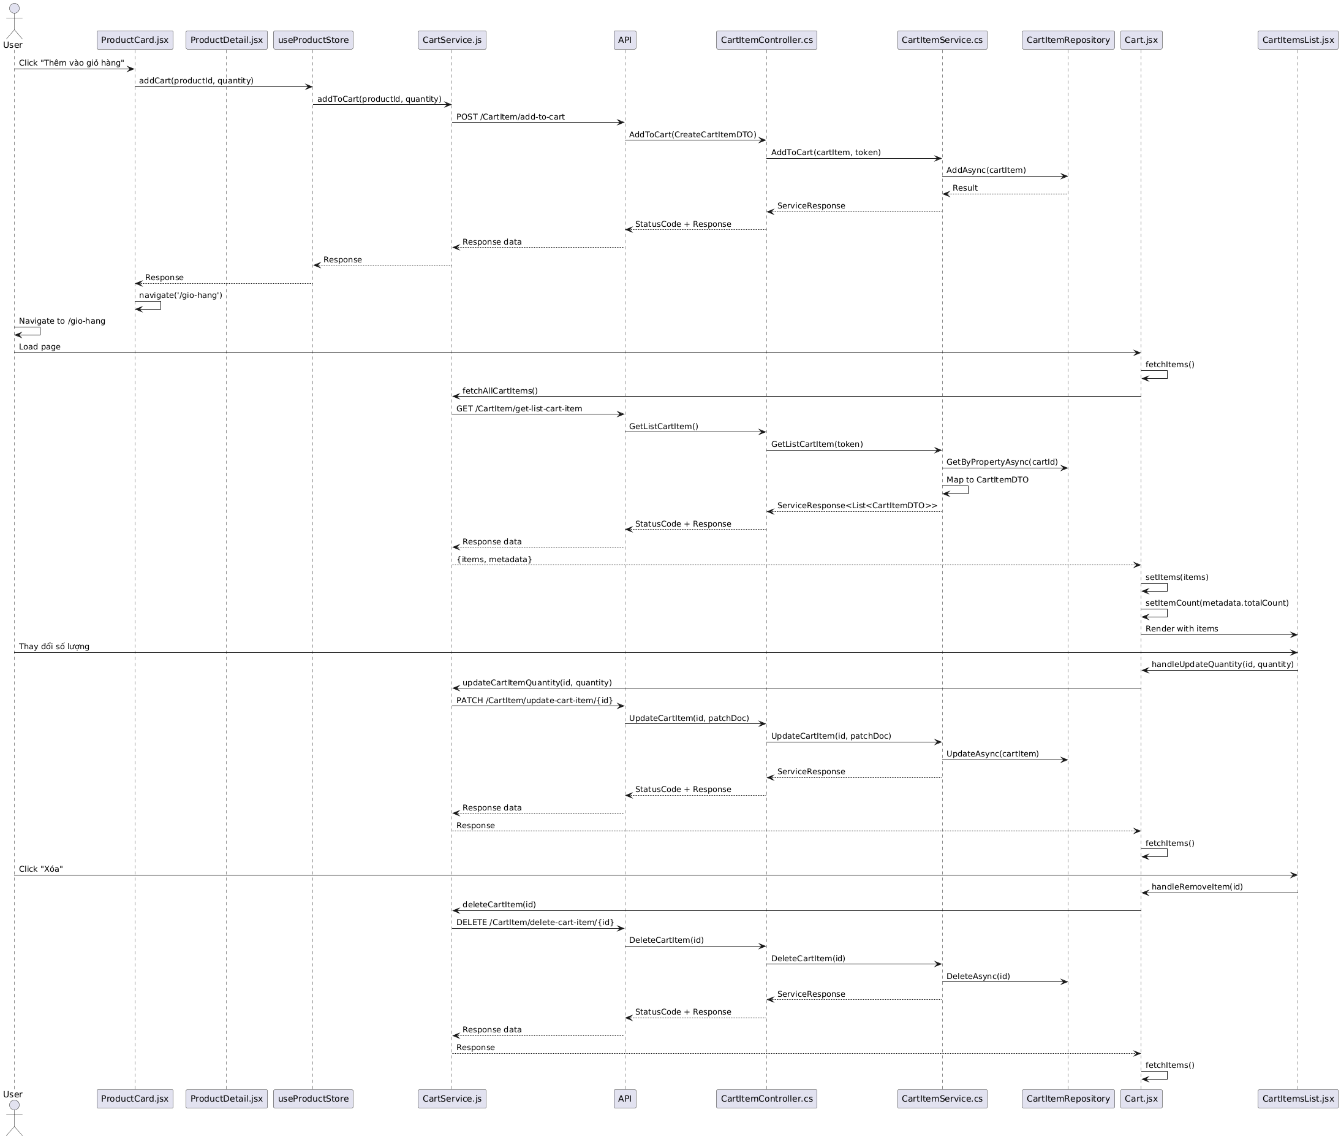 User
ProductCard.jsx
ProductDetail.jsx
useProductStore
CartService.js
API
CartItemController.cs
CartItemService.cs
CartItemRepository
Cart.jsx
CartItemsList.jsx
Click "Thêm vào giỏ hàng"
addCart(productId, quantity)
addToCart(productId, quantity)
POST /CartItem/add-to-cart
AddToCart(CreateCartItemDTO)
AddToCart(cartItem, token)
AddAsync(cartItem)
Result
ServiceResponse
StatusCode + Response
Response data
Response
Response
navigate('/gio-hang')
Navigate to /gio-hang
Load page
fetchItems()
fetchAllCartItems()
GET /CartItem/get-list-cart-item
GetListCartItem()
GetListCartItem(token)
GetByPropertyAsync(cartId)
Map to CartItemDTO
ServiceResponse<List<CartItemDTO>>
StatusCode + Response
Response data
{items, metadata}
setItems(items)
setItemCount(metadata.totalCount)
Render with items
Thay đổi số lượng
handleUpdateQuantity(id, quantity)
updateCartItemQuantity(id, quantity)
PATCH /CartItem/update-cart-item/{id}
UpdateCartItem(id, patchDoc)
UpdateCartItem(id, patchDoc)
UpdateAsync(cartItem)
ServiceResponse
StatusCode + Response
Response data
Response
fetchItems()
Click "Xóa"
handleRemoveItem(id)
deleteCartItem(id)
DELETE /CartItem/delete-cart-item/{id}
DeleteCartItem(id)
DeleteCartItem(id)
DeleteAsync(id)
ServiceResponse
StatusCode + Response
Response data
Response
fetchItems()
User
ProductCard.jsx
ProductDetail.jsx
useProductStore
CartService.js
API
CartItemController.cs
CartItemService.cs
CartItemRepository
Cart.jsx
CartItemsList.jsx